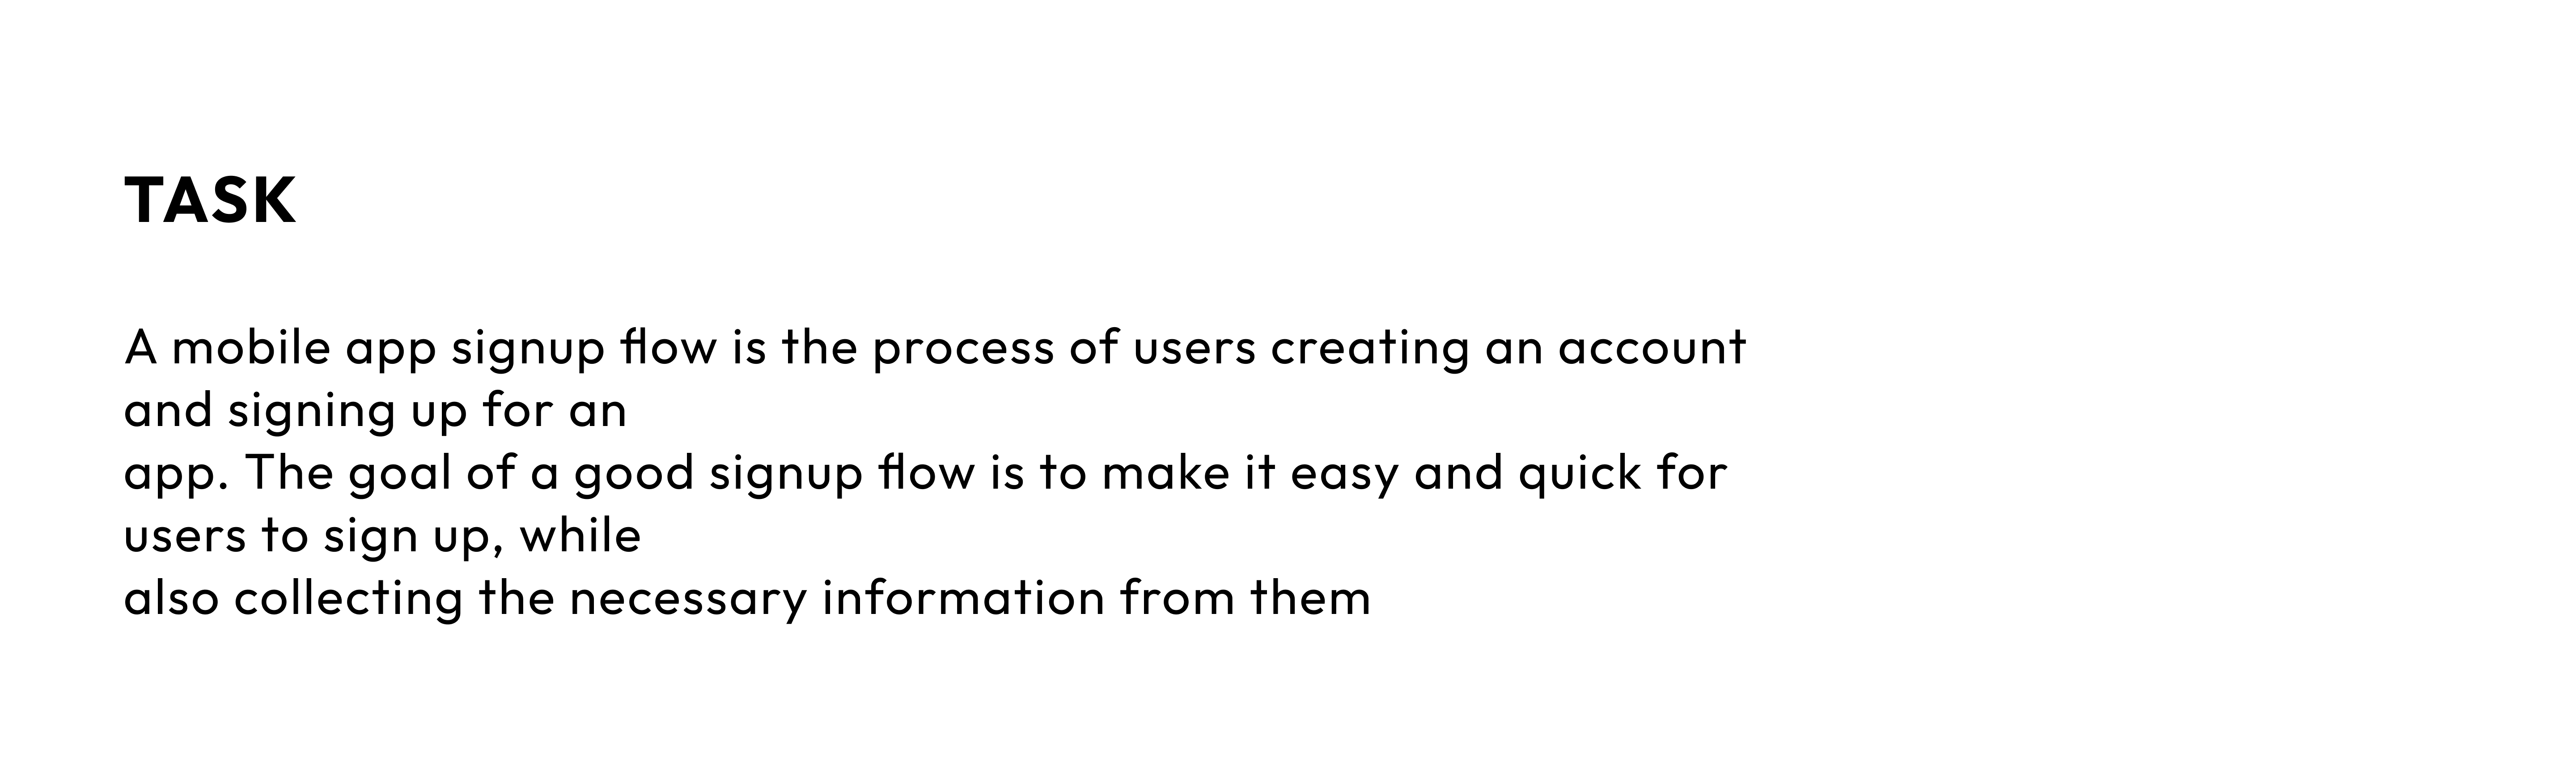 TASK
A mobile app signup flow is the process of users creating an account
and signing up for an
app. The goal of a good signup flow is to make it easy and quick for
users to sign up, while
also collecting the necessary information from them